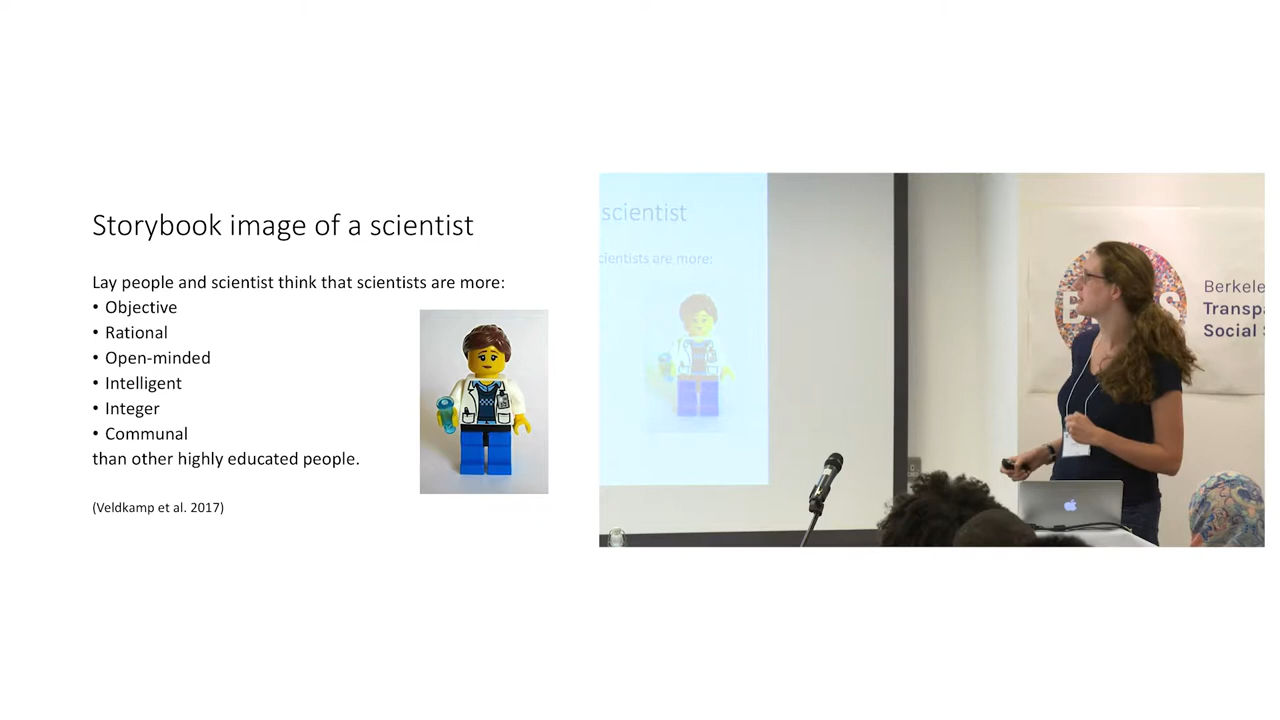 Storybook image of a scientist
Lay people and scientist think that scientists are more:
• Objective
• Rational
• Open-minded
• Intelligent
• Integer
• Communal
than other highly educated people.
(Veldkamp et al. 2017)
scientist
cientists are more:
Berkele
Transpa
Social S